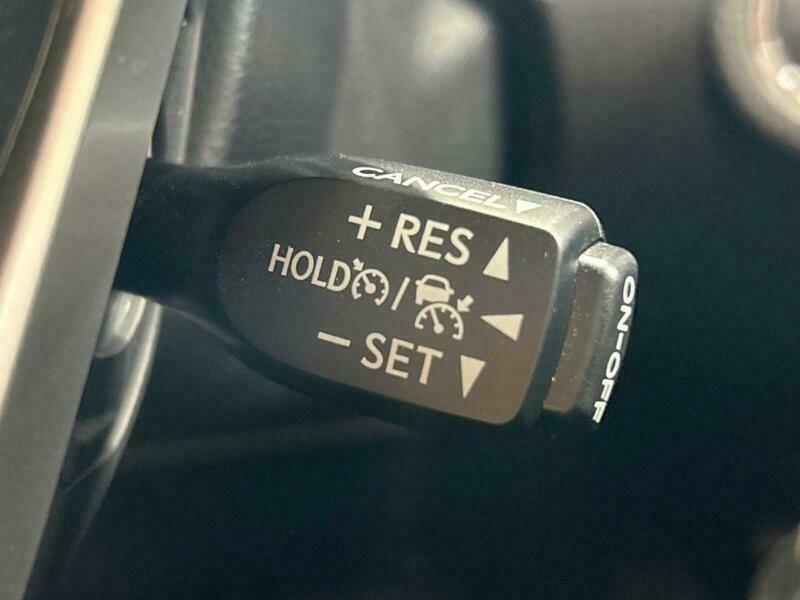 CANCEL▼
+ RES ▲
HOLD / ◀
- SET ▼
ON-OFF